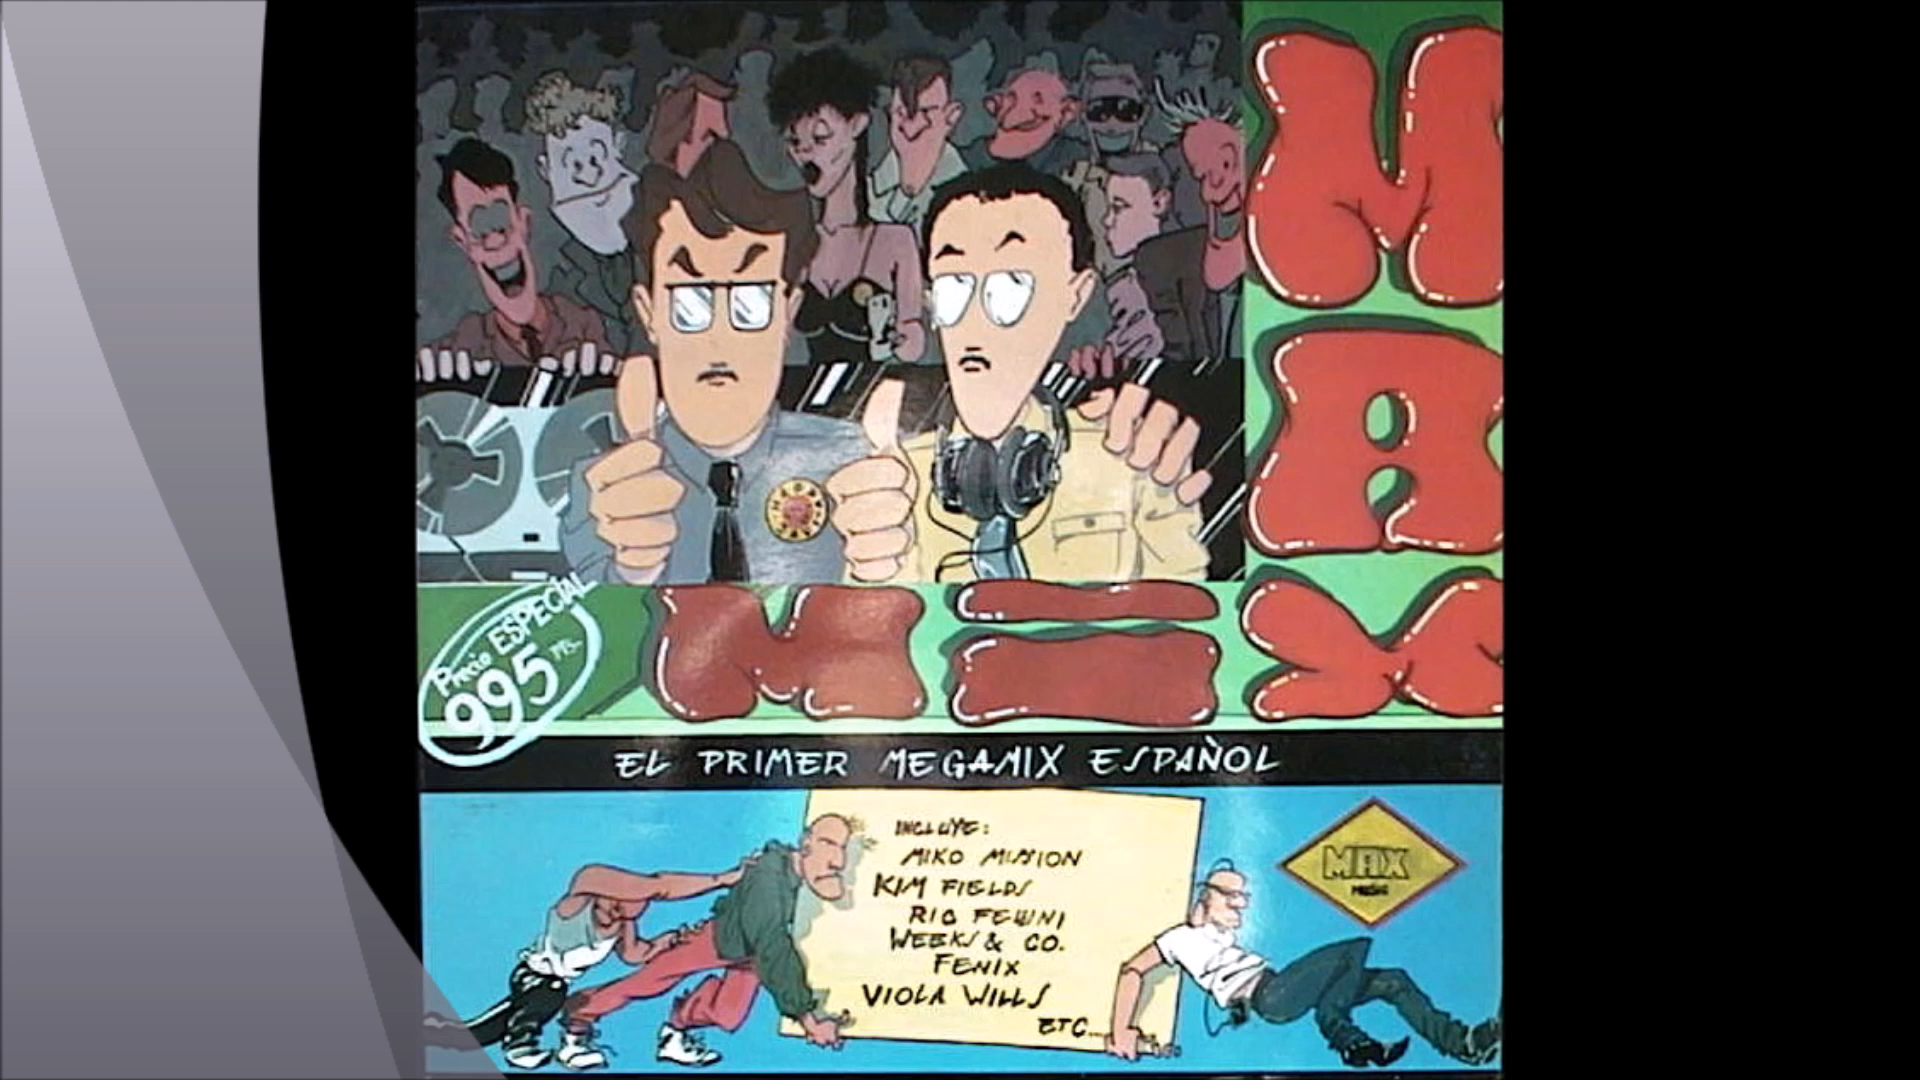 MAX
MIX
Precio ESPECIAL
995 PTS.
EL PRIMER MEGAMIX ESPAÑOL
INCLUYE:
MIKO MISSION
KIM FIELDS
RIC FELLINI
WEEKS & CO.
FENIX
VIOLA WILLS
ETC...
MAX
MUSIC